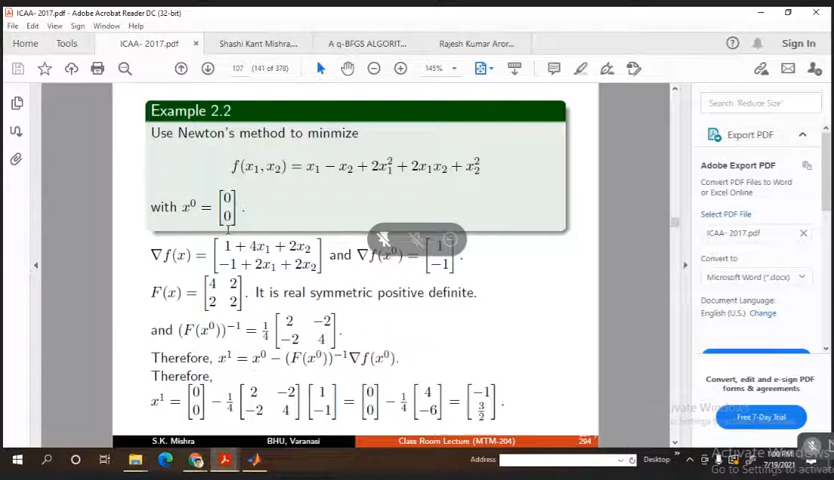 ICAA- 2017.pdf - Adobe Acrobat Reader DC (32-bit)
File Edit View Sign Window Help
Home Tools ICAA- 2017.pdf × Shashi Kant Mishra,... A q-BFGS ALGORIT... Rajesh Kumar Aror... Sign In
107 (141 of 378) 145%
Example 2.2
Use Newton's method to minmize
f(x₁, x₂) = x₁ − x₂ + 2x₁² + 2x₁x₂ + x₂²
with x⁰ = [0; 0].
∇f(x) = [1 + 4x₁ + 2x₂; −1 + 2x₁ + 2x₂] and ∇f(x⁰) = [1; −1].
F(x) = [4 2; 2 2]. It is real symmetric positive definite.
and (F(x⁰))⁻¹ = 1/4 [2 −2; −2 4].
Therefore, x¹ = x⁰ − (F(x⁰))⁻¹∇f(x⁰).
Therefore,
x¹ = [0; 0] − 1/4 [2 −2; −2 4] [1; −1] = [0; 0] − 1/4 [4; −6] = [−1; 3/2].
S.K. Mishra BHU, Varanasi Class Room Lecture (MTM-204)
294
Search 'Reduce Size'
Export PDF
Adobe Export PDF
Convert PDF Files to Word
or Excel Online
Select PDF File
ICAA- 2017.pdf ×
Convert to
Microsoft Word (*.docx)
Document Language:
English (U.S.) Change
Convert, edit and e-sign PDF
forms & agreements
Free 7-Day Trial
Activate Windows
Go to Settings to activate
Address Desktop
1:00 PM
7/19/2021